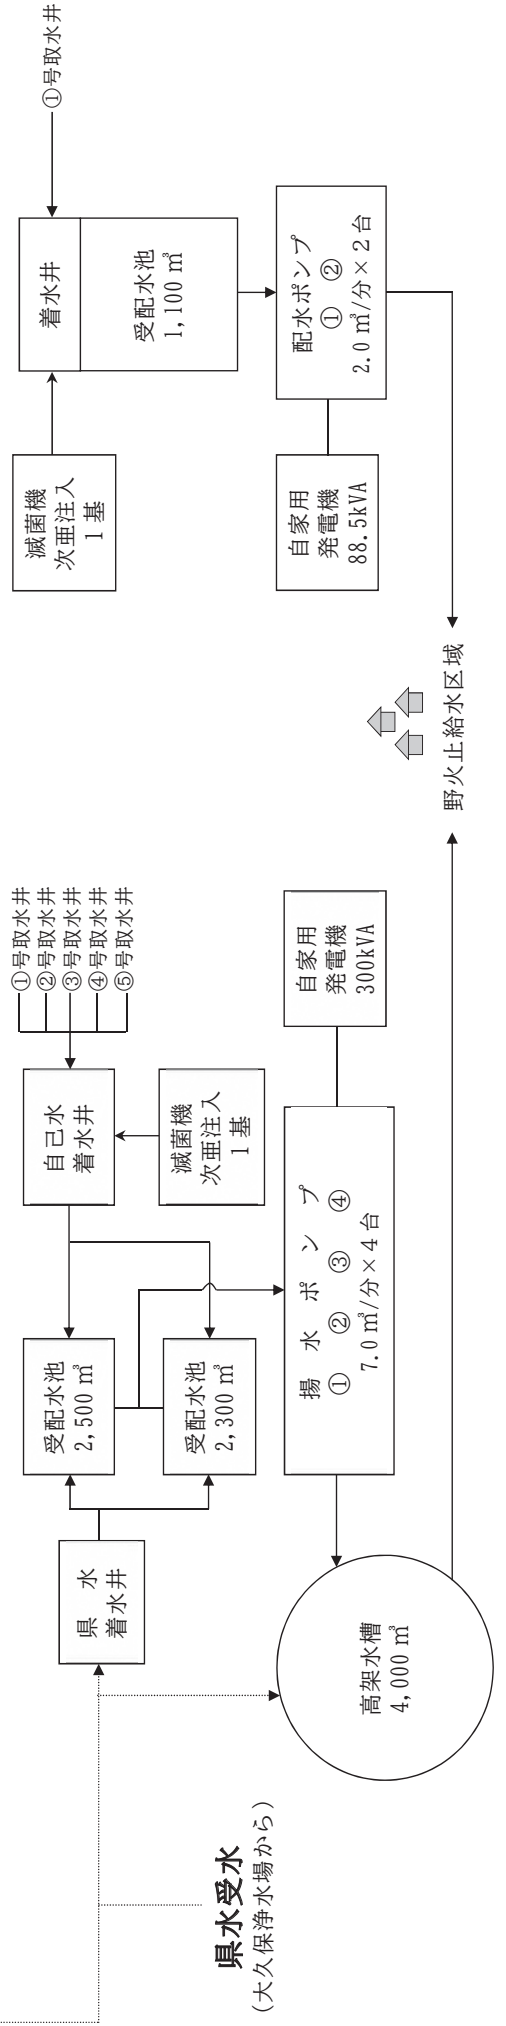 県水受水
(大久保浄水場から)
県 水
着水井
受配水池
2,500 ㎥
受配水池
2,300 ㎥
自己水
着水井
①号取水井
②号取水井
③号取水井
④号取水井
⑤号取水井
滅菌機
次亜注入
1 基
高架水槽
4,000 ㎥
揚 水 ポ ン プ
① ② ③ ④
7.0 ㎥/分×４台
自家用
発電機
300kVA
野火止給水区域
滅菌機
次亜注入
1 基
着水井
①号取水井
受配水池
1,100 ㎥
自家用
発電機
88.5kVA
配水ポンプ
① ②
2.0 ㎥/分×２台